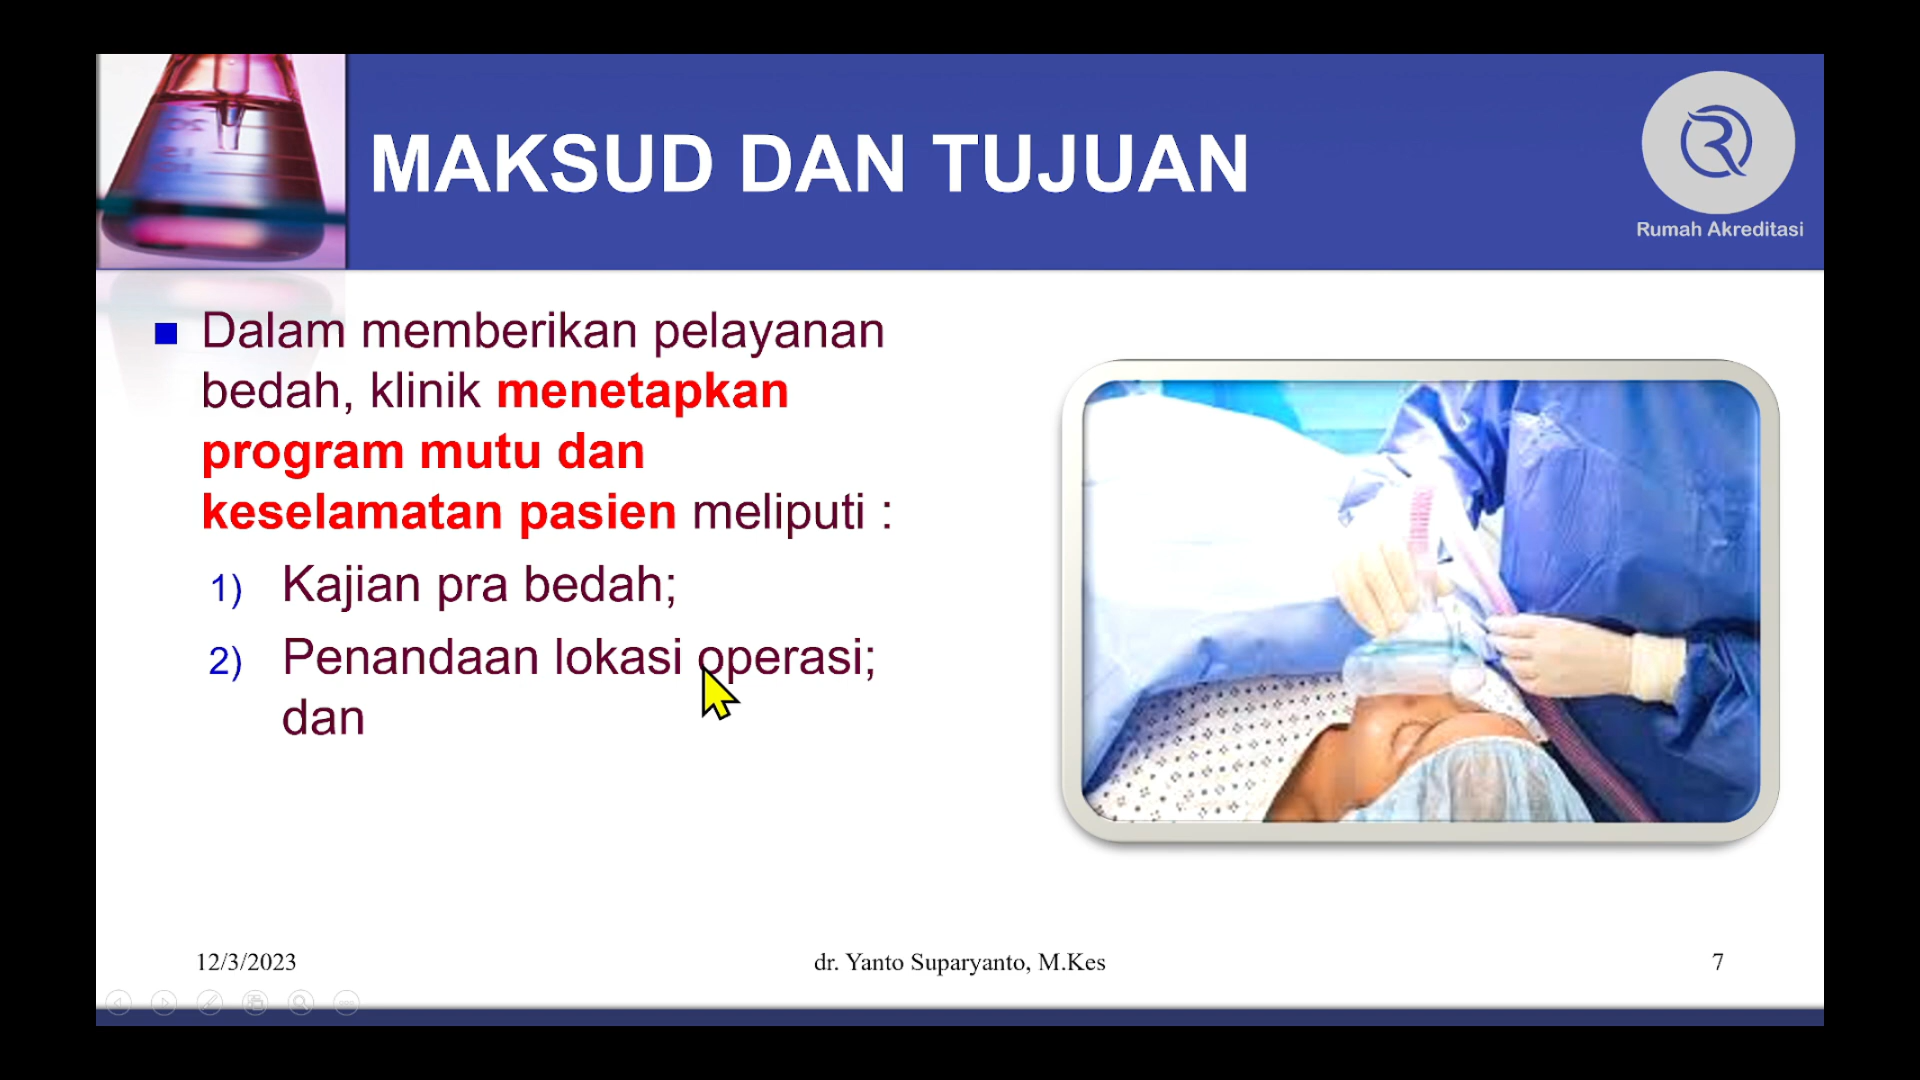 MAKSUD DAN TUJUAN
Rumah Akreditasi
Dalam memberikan pelayanan
bedah, klinik menetapkan
program mutu dan
keselamatan pasien meliputi :
1) Kajian pra bedah;
2) Penandaan lokasi operasi;
dan
12/3/2023
dr. Yanto Suparyanto, M.Kes
7